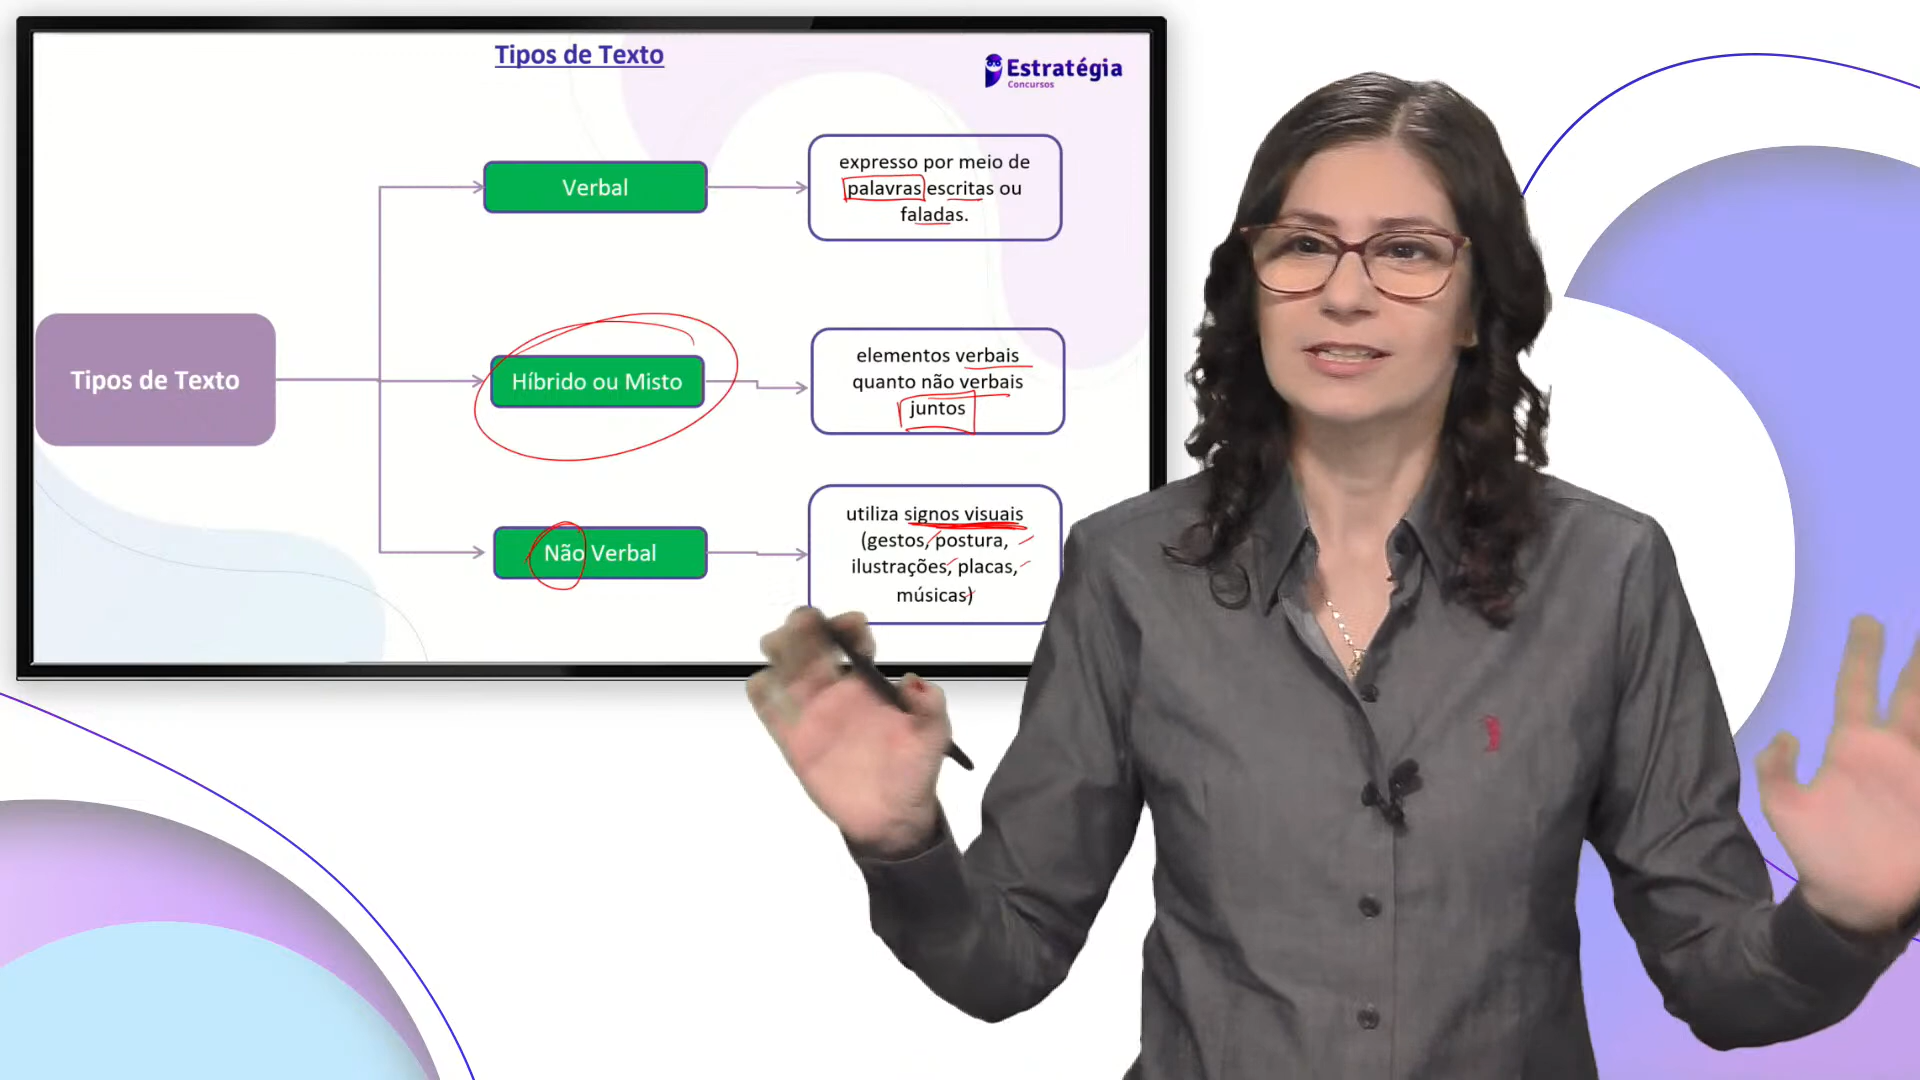 Tipos de Texto
Estratégia
Concursos
Verbal
expresso por meio de
palavras escritas ou
faladas.
Tipos de Texto
Híbrido ou Misto
elementos verbais
quanto não verbais
juntos
Não Verbal
utiliza signos visuais
(gestos, postura,
ilustrações, placas,
músicas)